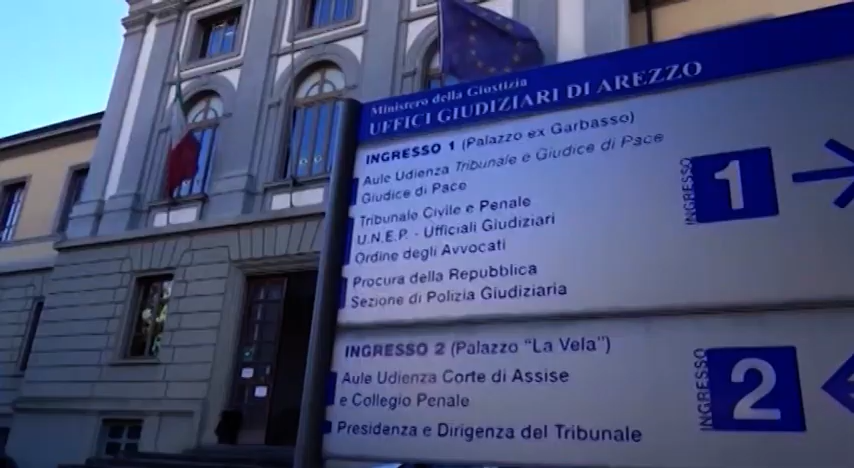 Ministero della Giustizia
UFFICI GIUDIZIARI DI AREZZO
INGRESSO 1 (Palazzo ex Garbasso)
Aule Udienza Tribunale e Giudice di Pace
Giudice di Pace
Tribunale Civile e Penale
U.N.E.P. - Ufficiali Giudiziari
Ordine degli Avvocati
Procura della Repubblica
Sezione di Polizia Giudiziaria
INGRESSO 1
INGRESSO 2 (Palazzo "La Vela")
Aule Udienza Corte di Assise
e Collegio Penale
Presidenza e Dirigenza del Tribunale
INGRESSO 2